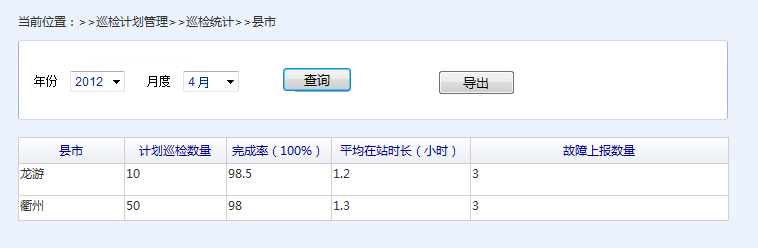 当前位置：>>巡检计划管理>>巡检统计>>县市
年份 2012 月度 4 月 查询 导出
县市 计划巡检数量 完成率（100%） 平均在站时长（小时） 故障上报数量
龙游 10 98.5 1.2 3
衢州 50 98 1.3 3